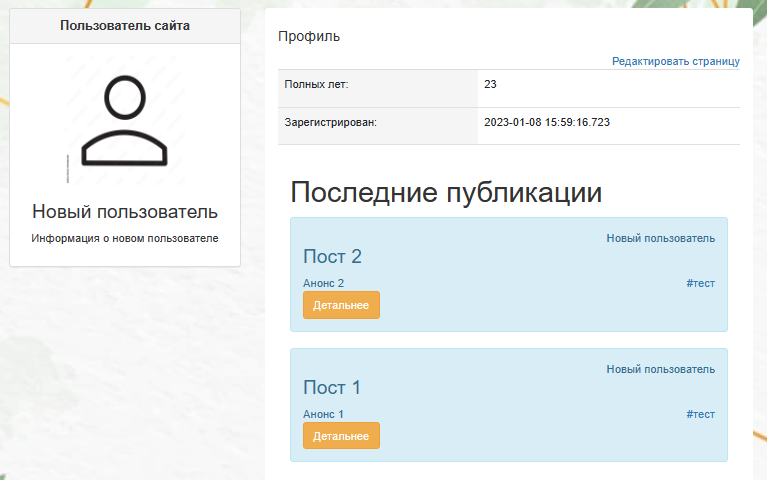 Пользователь сайта
Новый пользователь
Информация о новом пользователе
Профиль
Редактировать страницу
Полных лет: 23
Зарегистрирован: 2023-01-08 15:59:16.723
Последние публикации
Новый пользователь
Пост 2
Анонс 2 #тест
Детальнее
Новый пользователь
Пост 1
Анонс 1 #тест
Детальнее